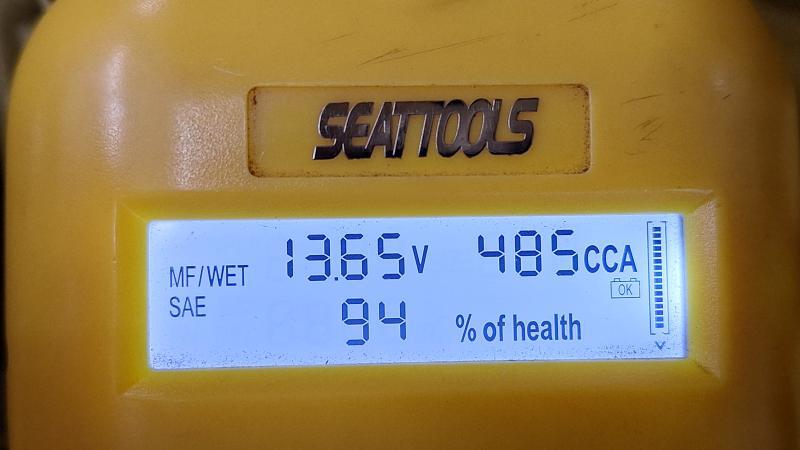 SEATTOOLS
MF/WET 13.65V 485CCA
SAE 94 % of health
OK